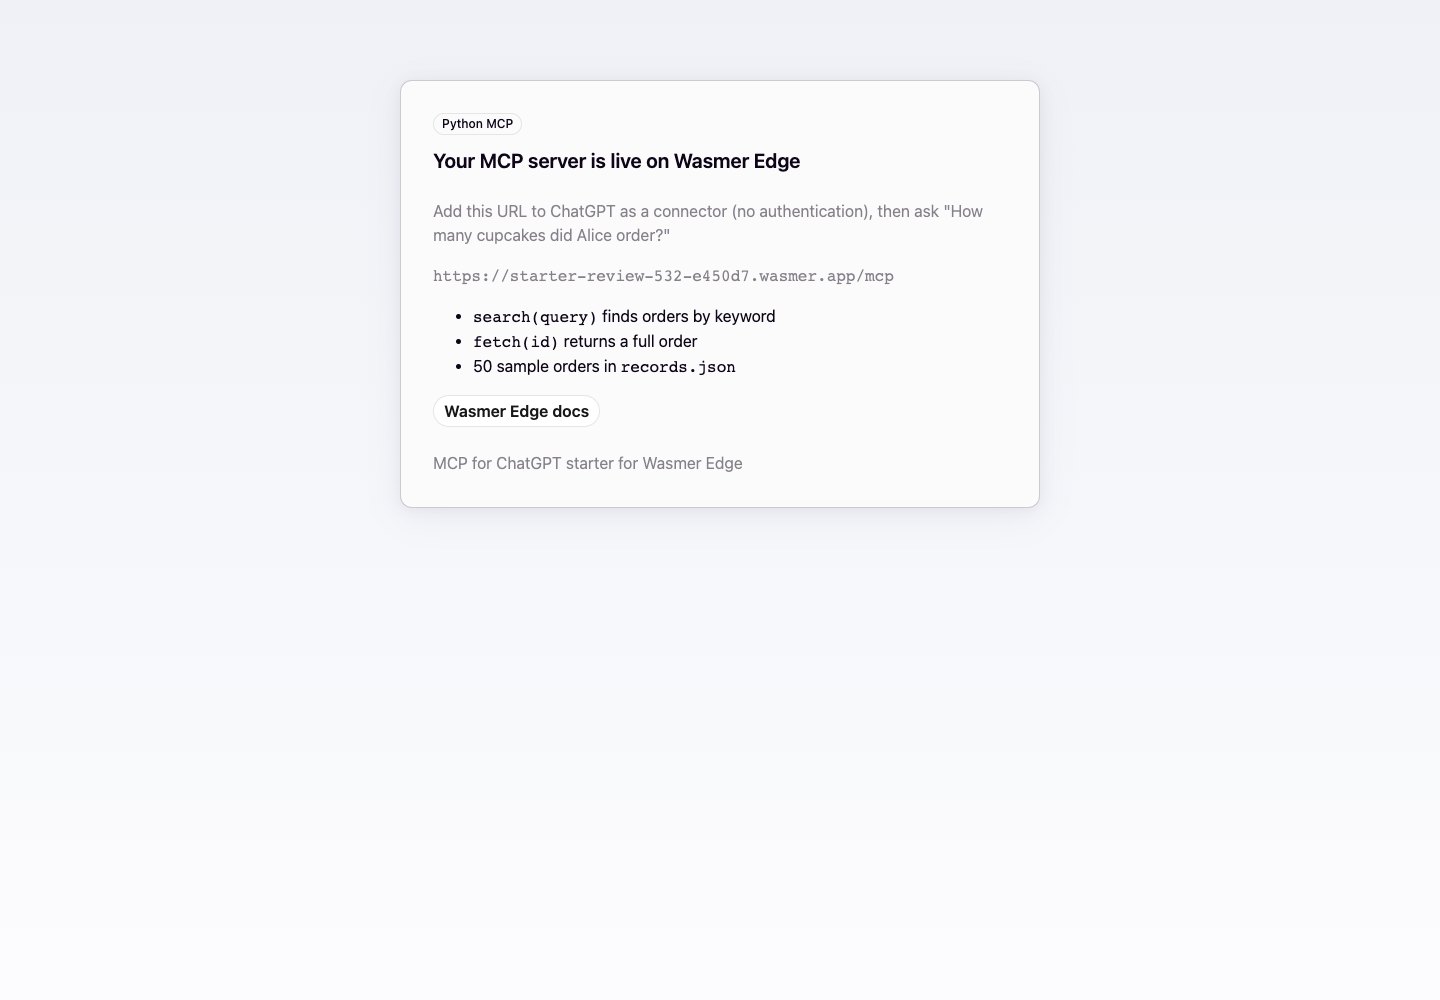 Python MCP
Your MCP server is live on Wasmer Edge
Add this URL to ChatGPT as a connector (no authentication), then ask "How
many cupcakes did Alice order?"
https://starter-review-532-e450d7.wasmer.app/mcp
• search(query) finds orders by keyword
• fetch(id) returns a full order
• 50 sample orders in records.json
Wasmer Edge docs
MCP for ChatGPT starter for Wasmer Edge